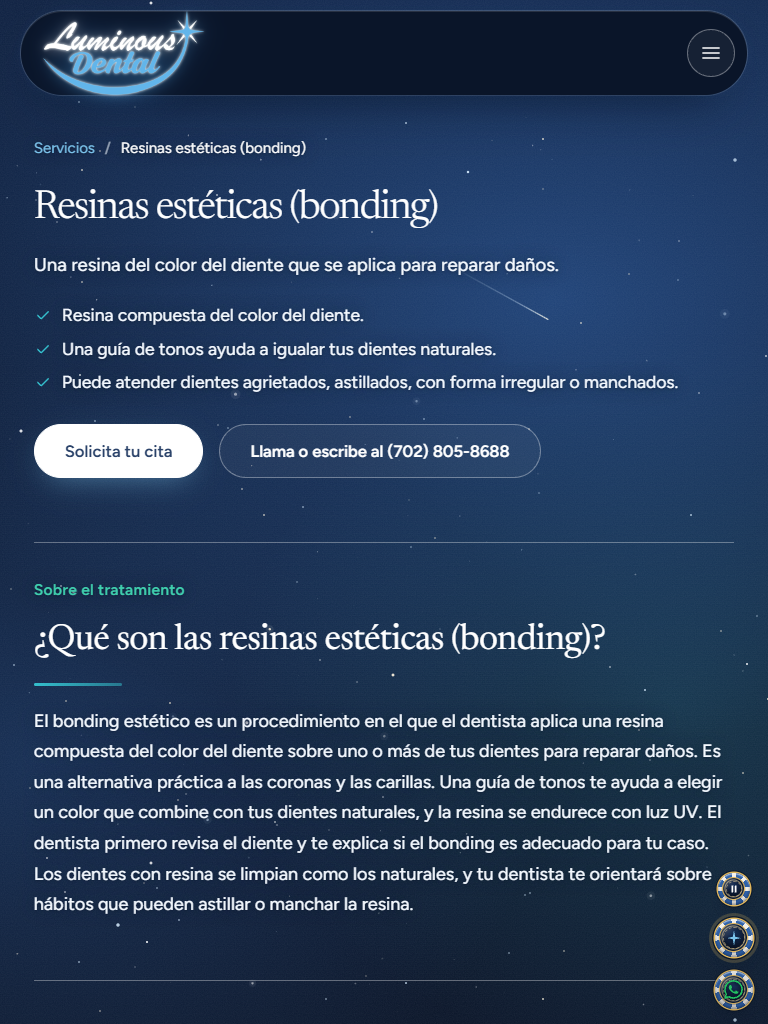 Luminous
Dental
Servicios / Resinas estéticas (bonding)
Resinas estéticas (bonding)
Una resina del color del diente que se aplica para reparar daños.
Resina compuesta del color del diente.
Una guía de tonos ayuda a igualar tus dientes naturales.
Puede atender dientes agrietados, astillados, con forma irregular o manchados.
Solicita tu cita
Llama o escribe al (702) 805-8688
Sobre el tratamiento
¿Qué son las resinas estéticas (bonding)?
El bonding estético es un procedimiento en el que el dentista aplica una resina
compuesta del color del diente sobre uno o más de tus dientes para reparar daños. Es
una alternativa práctica a las coronas y las carillas. Una guía de tonos te ayuda a elegir
un color que combine con tus dientes naturales, y la resina se endurece con luz UV. El
dentista primero revisa el diente y te explica si el bonding es adecuado para tu caso.
Los dientes con resina se limpian como los naturales, y tu dentista te orientará sobre
hábitos que pueden astillar o manchar la resina.